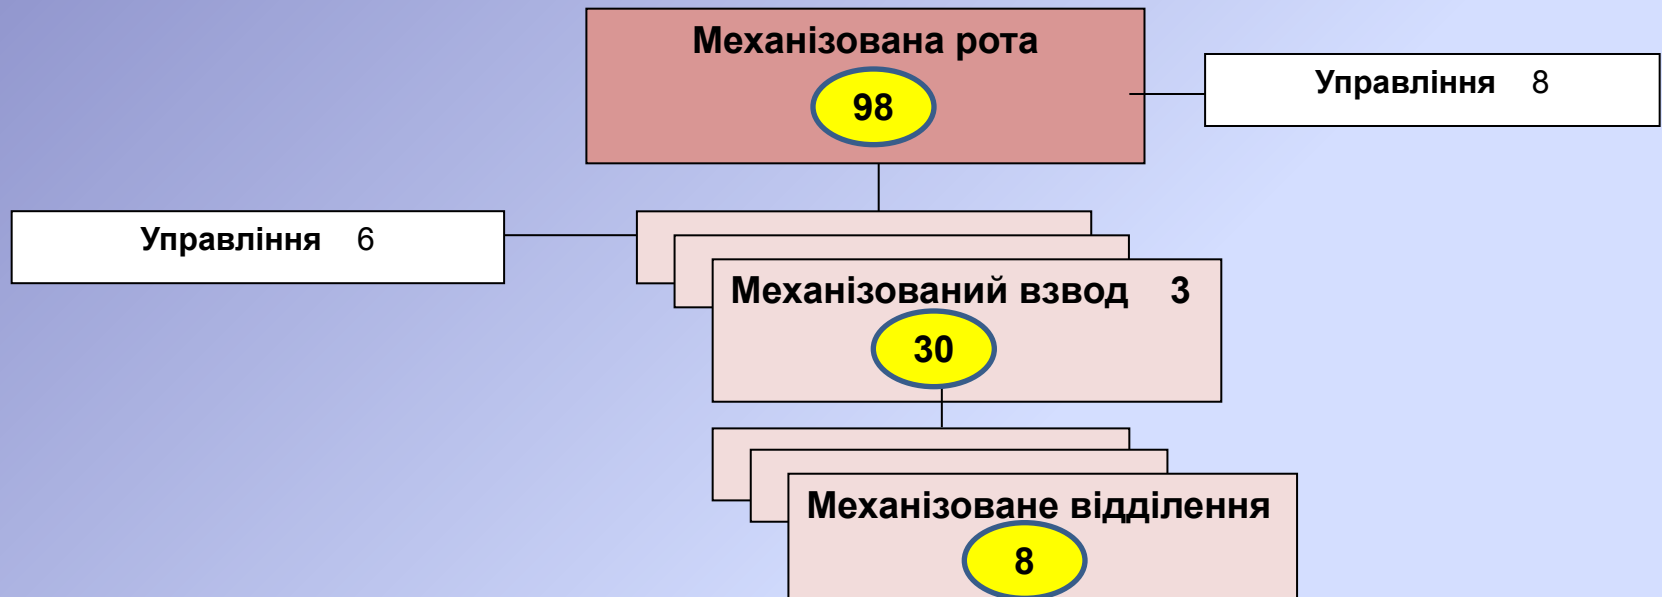 Механізована рота
98
Управління 8
Управління 6
Механізований взвод 3
30
Механізоване відділення
8